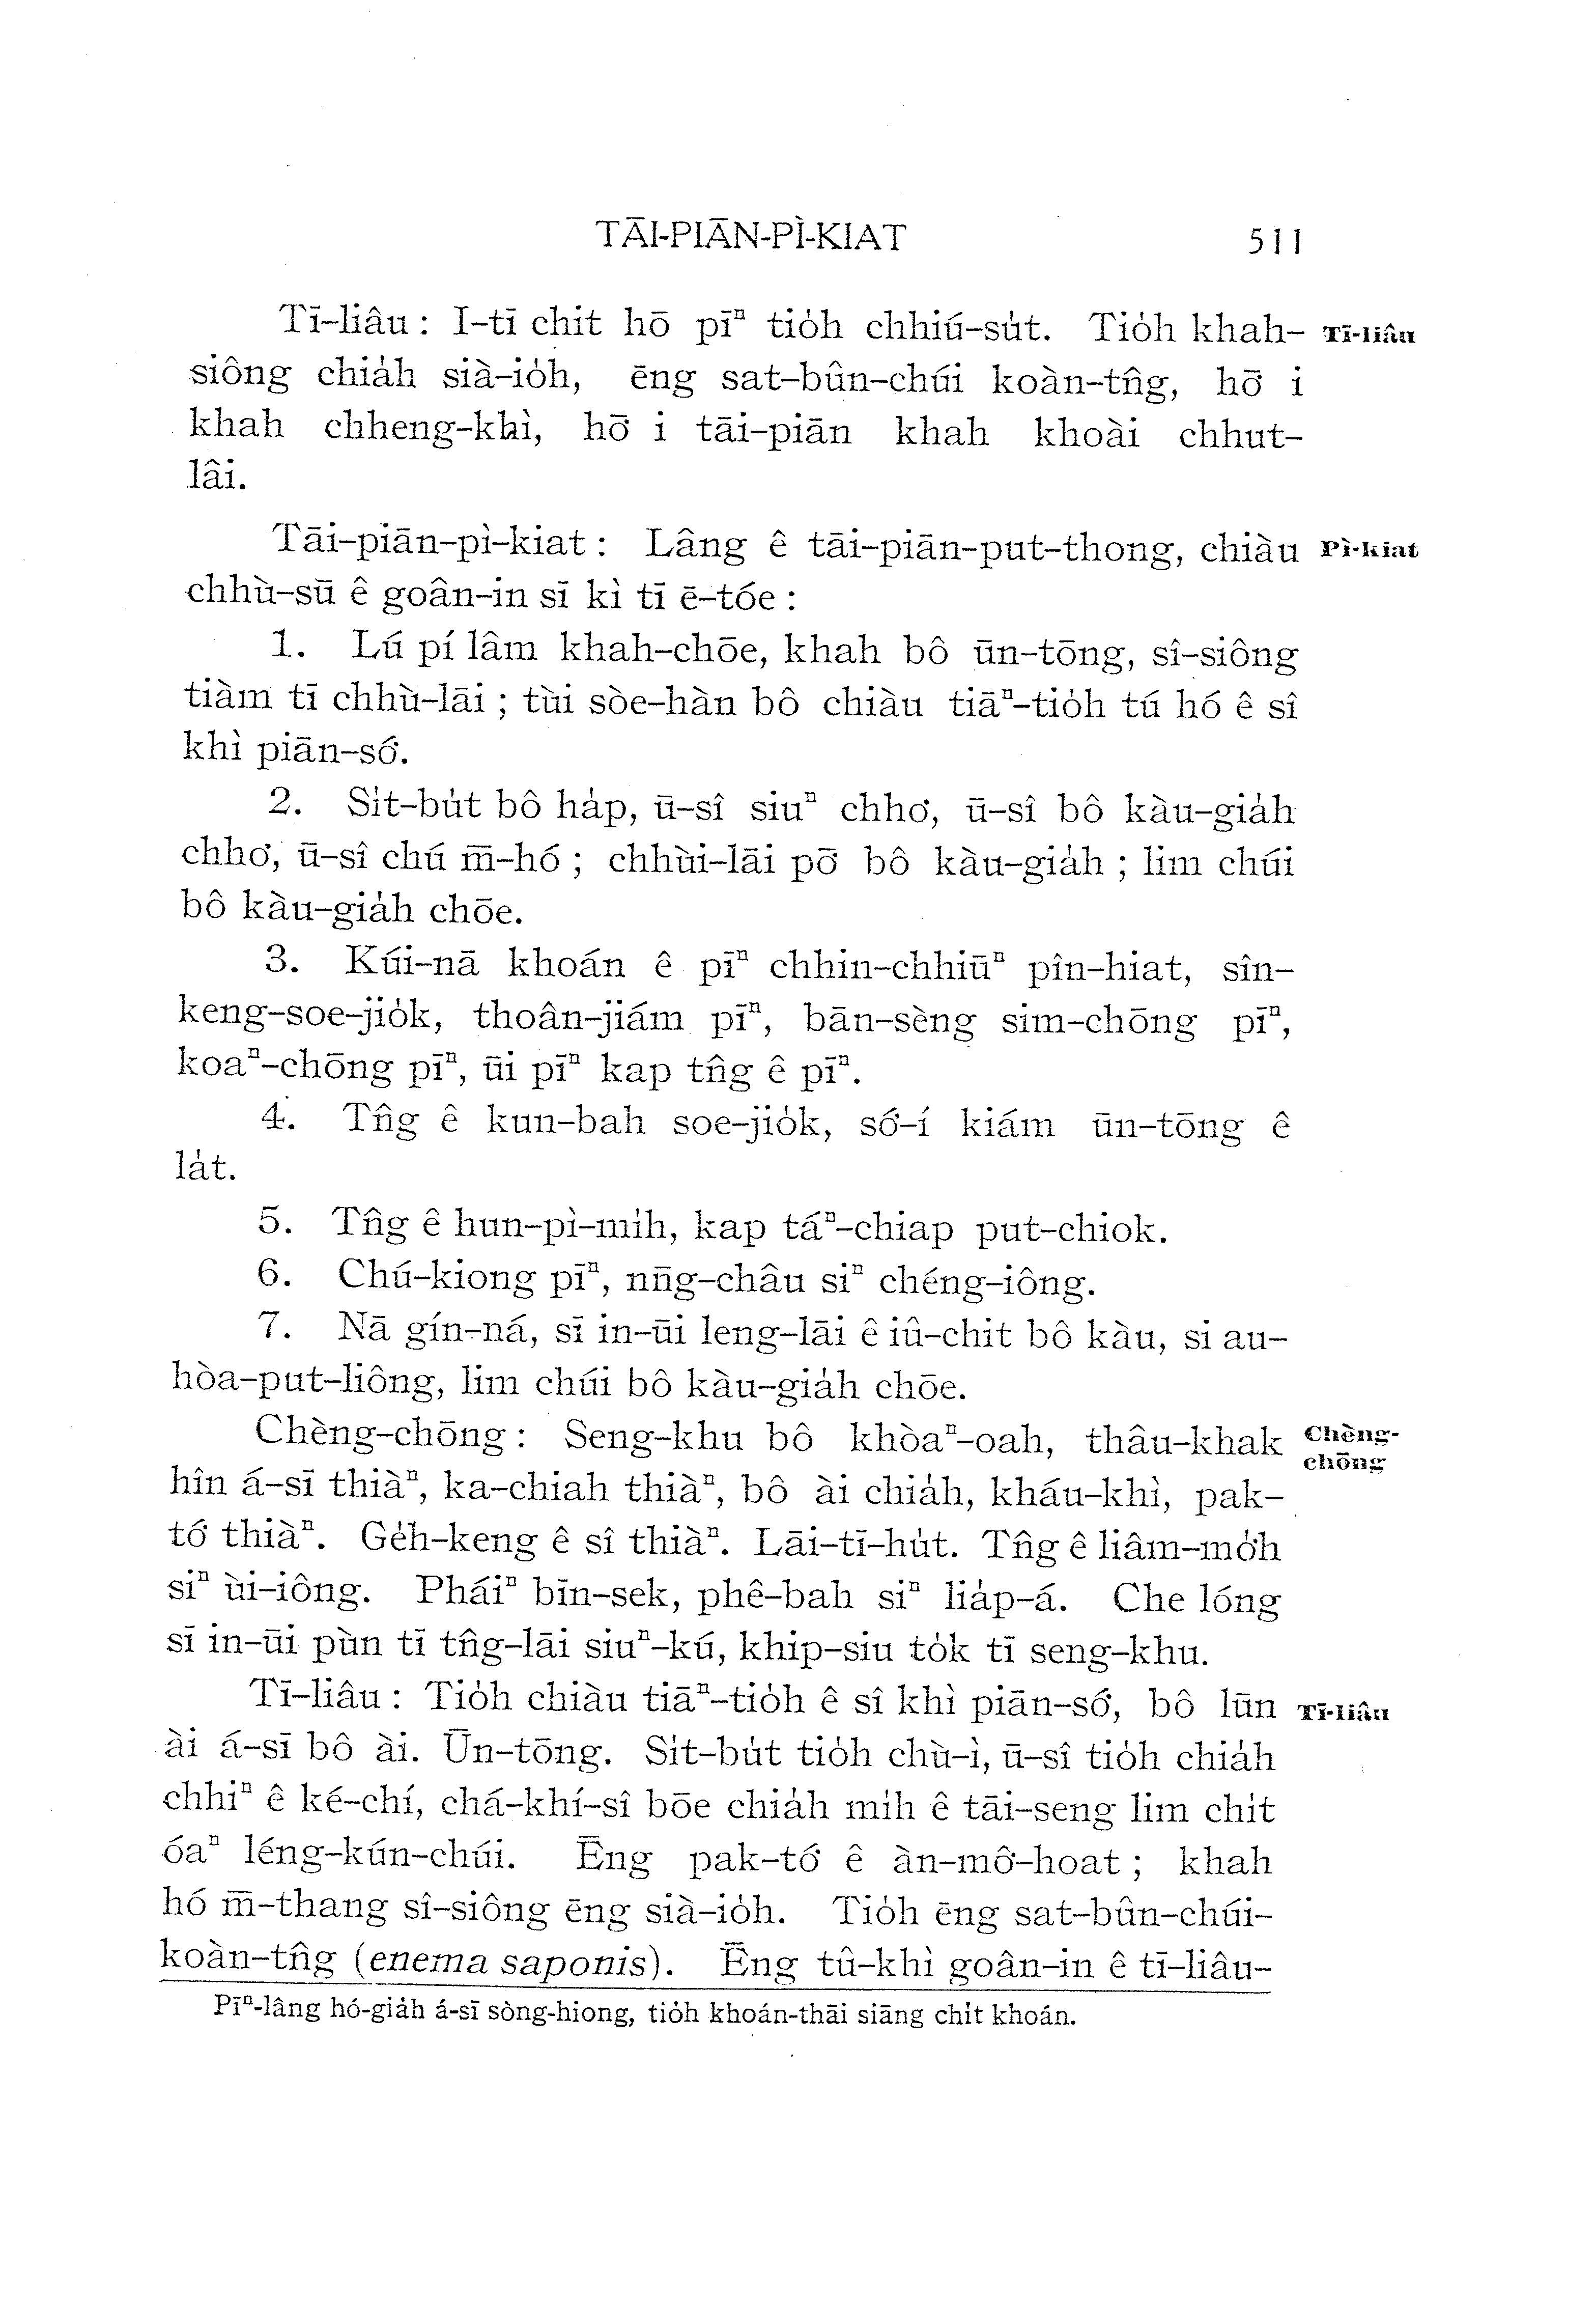 TĀI-PIĀN-PÌ-KIAT 511
Tī-liâu : I-tī chit hō pīⁿ tio̍h chhiú-su̍t. Tio̍h khah- Tī-liâu
siông chia̍h sià-io̍h, ēng sat-bûn-chúi koàn-tn̂g, hō͘ i
khah chheng-khì, hō͘ i tāi-piān khah khoài chhut-
lâi.
Tāi-piān-pì-kiat : Lâng ê tāi-piān-put-thong, chiàu Pì-kiat
chhù-sū ê goân-in sī kì tī ē-tóe :
1. Lú pí lâm khah-chōe, khah bô ūn-tōng, sî-siông
tiàm tī chhù-lāi ; tùi sòe-hàn bô chiàu tiāⁿ-tio̍h tú hó ê sî
khì piān-só͘.
2. Si̍t-bu̍t bô ha̍p, ū-sî siuⁿ chho͘, ū-sî bô kàu-gia̍h
chho͘, ū-sî chú m̄-hó ; chhùi-lāi pō͘ bô kàu-gia̍h ; lim chúi
bô kàu-gia̍h chōe.
3. Kúi-nā khoán ê pīⁿ chhin-chhiūⁿ pîn-hiat, sîn-
keng-soe-jio̍k, thoân-jiám pīⁿ, bān-sèng sim-chōng pīⁿ,
koaⁿ-chōng pīⁿ, ūi pīⁿ kap tn̂g ê pīⁿ.
4. Tn̂g ê kun-bah soe-jio̍k, só͘-í kiám ūn-tōng ê
la̍t.
5. Tn̂g ê hun-pì-mi̍h, kap táⁿ-chiap put-chiok.
6. Chú-kiong pīⁿ, nn̄g-châu siⁿ chéng-iông.
7. Nā gín-ná, sī in-ūi leng-lāi ê iû-chit bô kàu, si au-
hòa-put-liông, lim chúi bô kàu-gia̍h chōe.
Chèng-chōng : Seng-khu bô khòaⁿ-oah, thâu-khak Chèng-
chōng
hîn á-sī thiàⁿ, ka-chiah thiàⁿ, bô ài chia̍h, kháu-khì, pak-
tó͘ thiàⁿ. Ge̍h-keng ê sî thiàⁿ. Lāi-tī-hu̍t. Tn̂g ê liâm-mo̍͘h
siⁿ ùi-iông. Pháiⁿ bīn-sek, phê-bah siⁿ lia̍p-á. Che lóng
sī in-ūi pùn tī tn̂g-lāi siuⁿ-kú, khip-siu to̍k tī seng-khu.
Tī-liâu : Tio̍h chiàu tiāⁿ-tio̍h ê sî khì piān-só͘, bô lūn Tī-liâu
ài á-sī bô ài. Ūn-tōng. Si̍t-bu̍t tio̍h chù-ì, ū-sî tio̍h chia̍h
chhiⁿ ê ké-chí, chá-khí-sî bōe chia̍h mi̍h ê tāi-seng lim chi̍t
óaⁿ léng-kún-chúi. Ēng pak-tó͘ ê àn-mô͘-hoat ; khah
hó m̄-thang sî-siông ēng sià-io̍h. Tio̍h ēng sat-bûn-chúi-
koàn-tn̂g (enema saponis). Ēng tû-khì goân-in ê tī-liâu-
Pīⁿ-lâng hó-gia̍h á-sī sòng-hiong, tio̍h khoán-thāi siāng chi̍t khoán.